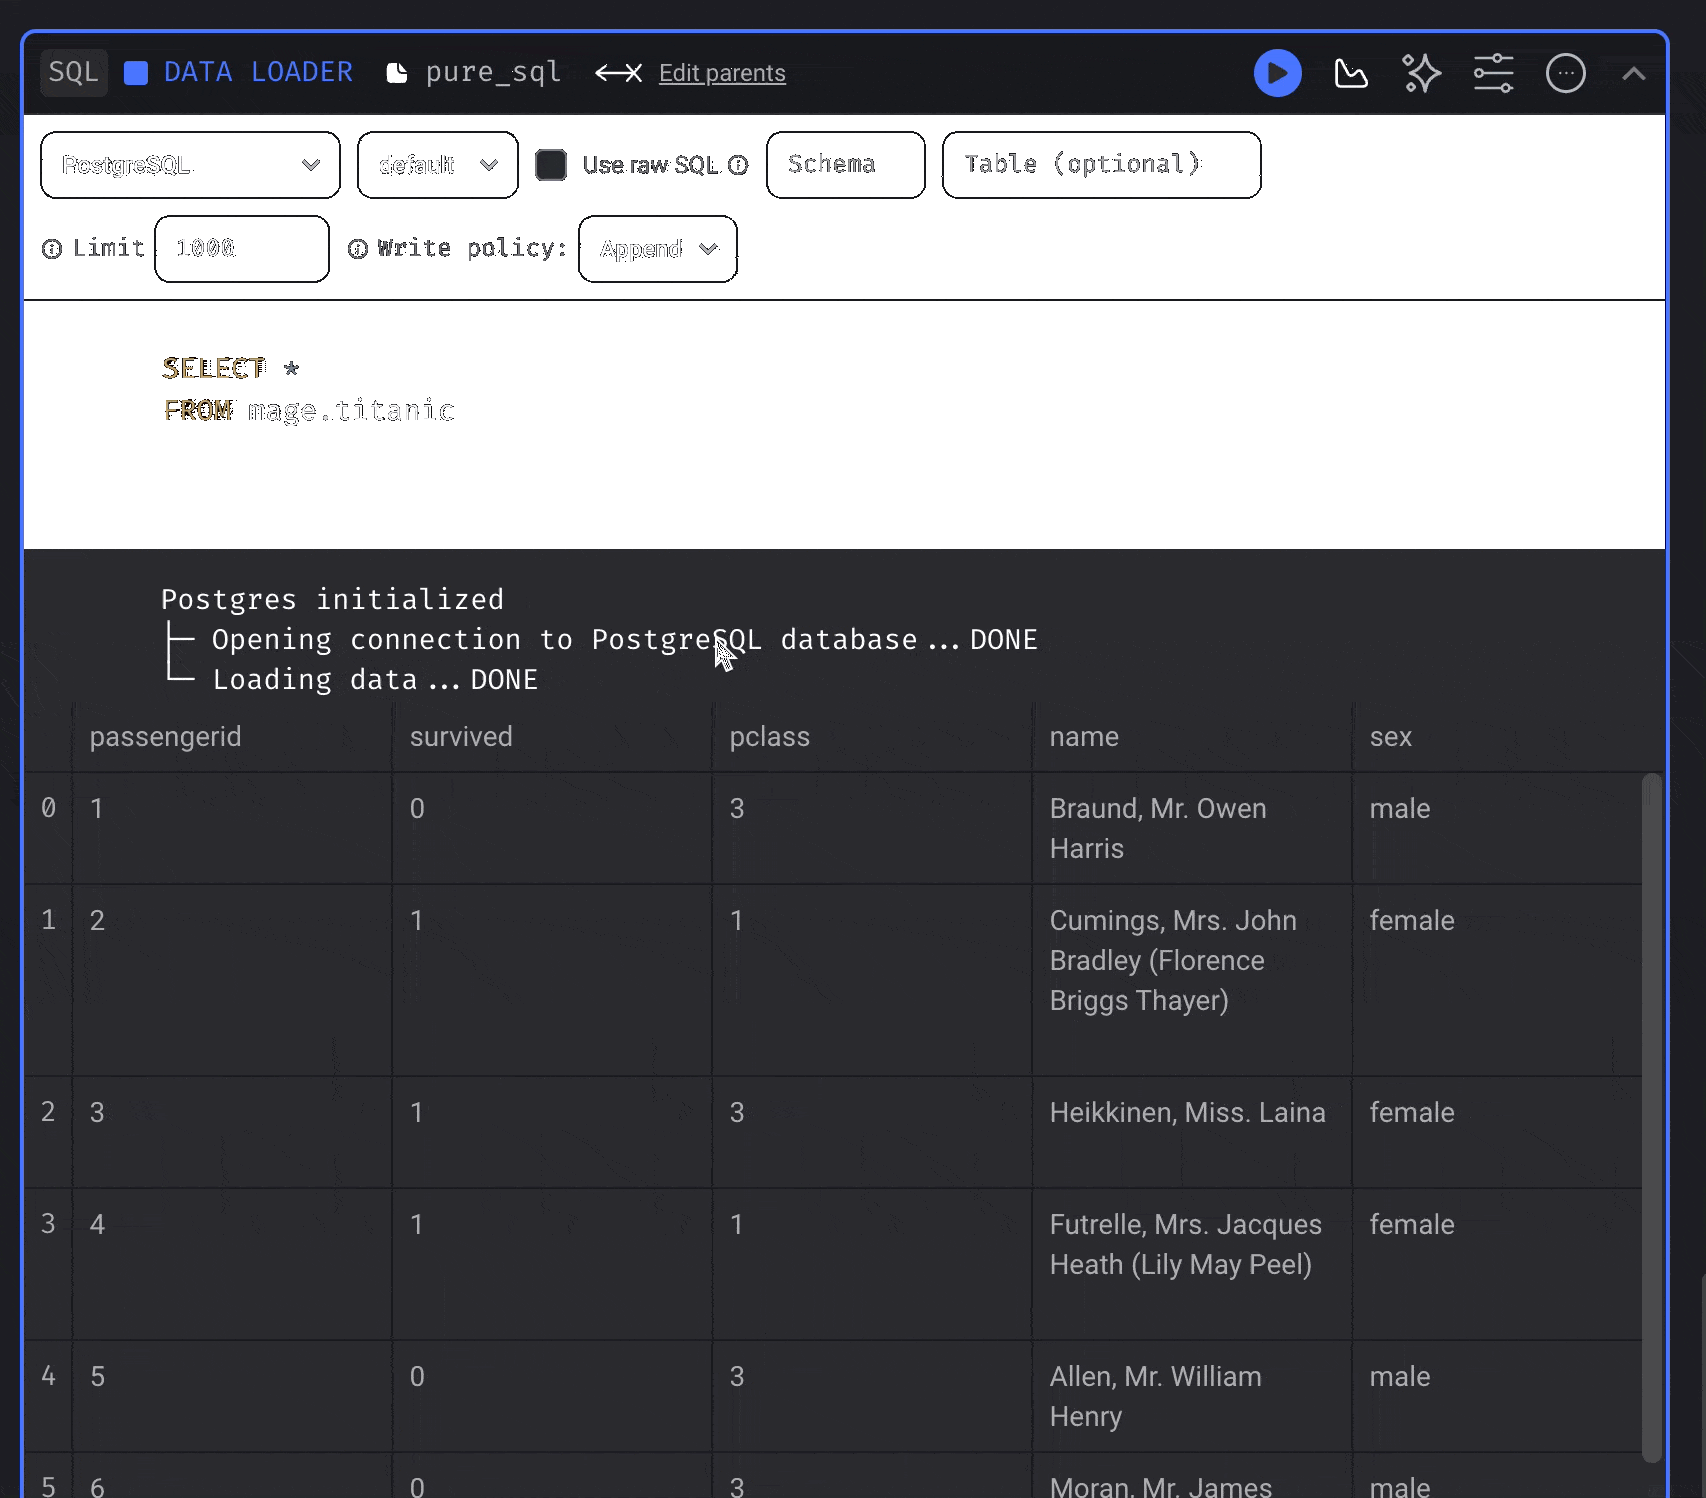 SQL DATA LOADER pure_sql Edit parents
PostgreSQL default Use raw SQL Schema Table (optional)
Limit 1000 Write policy: Append
SELECT *
FROM mage.titanic
Postgres initialized
├─ Opening connection to PostgreSQL database...DONE
└─ Loading data...DONE
passengerid survived pclass name sex
0 1 0 3 Braund, Mr. Owen male
Harris
1 2 1 1 Cumings, Mrs. John female
Bradley (Florence
Briggs Thayer)
2 3 1 3 Heikkinen, Miss. Laina female
3 4 1 1 Futrelle, Mrs. Jacques female
Heath (Lily May Peel)
4 5 0 3 Allen, Mr. William male
Henry
5 6 0 3 Moran, Mr. James male